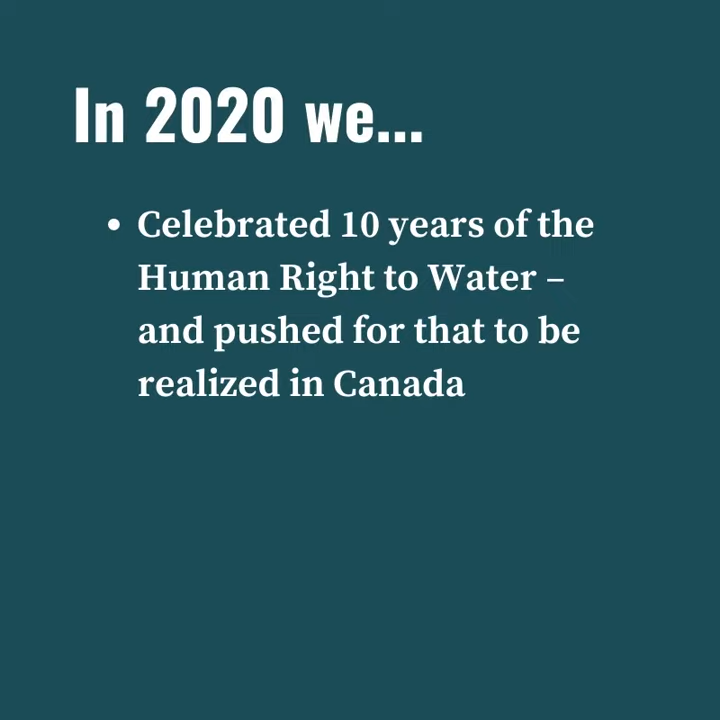 In 2020 we...
• Celebrated 10 years of the
Human Right to Water –
and pushed for that to be
realized in Canada